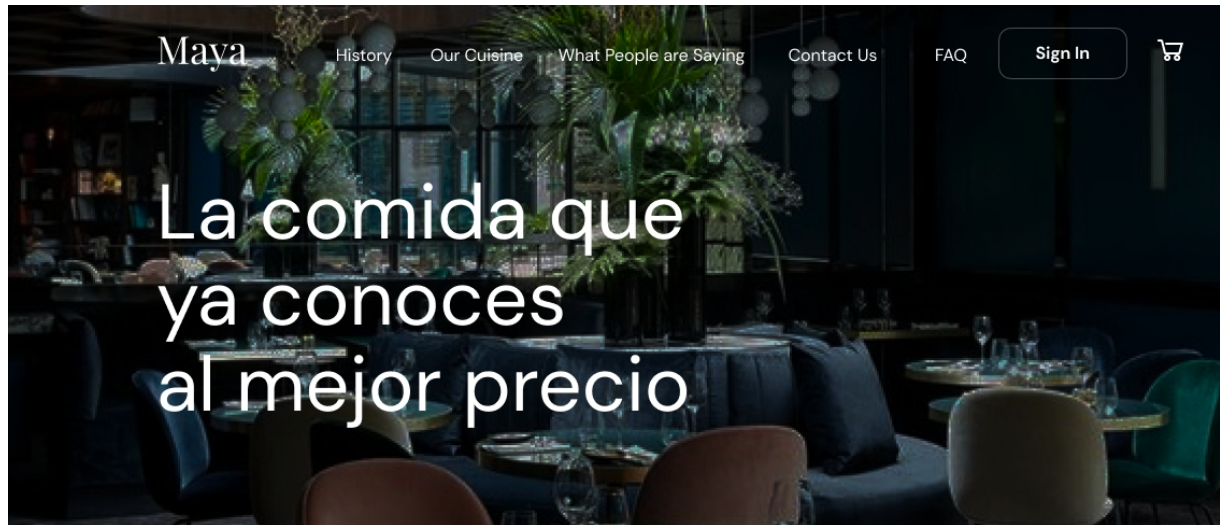 Maya
History
Our Cuisine
What People are Saying
Contact Us
FAQ
Sign In
La comida que
ya conoces
al mejor precio